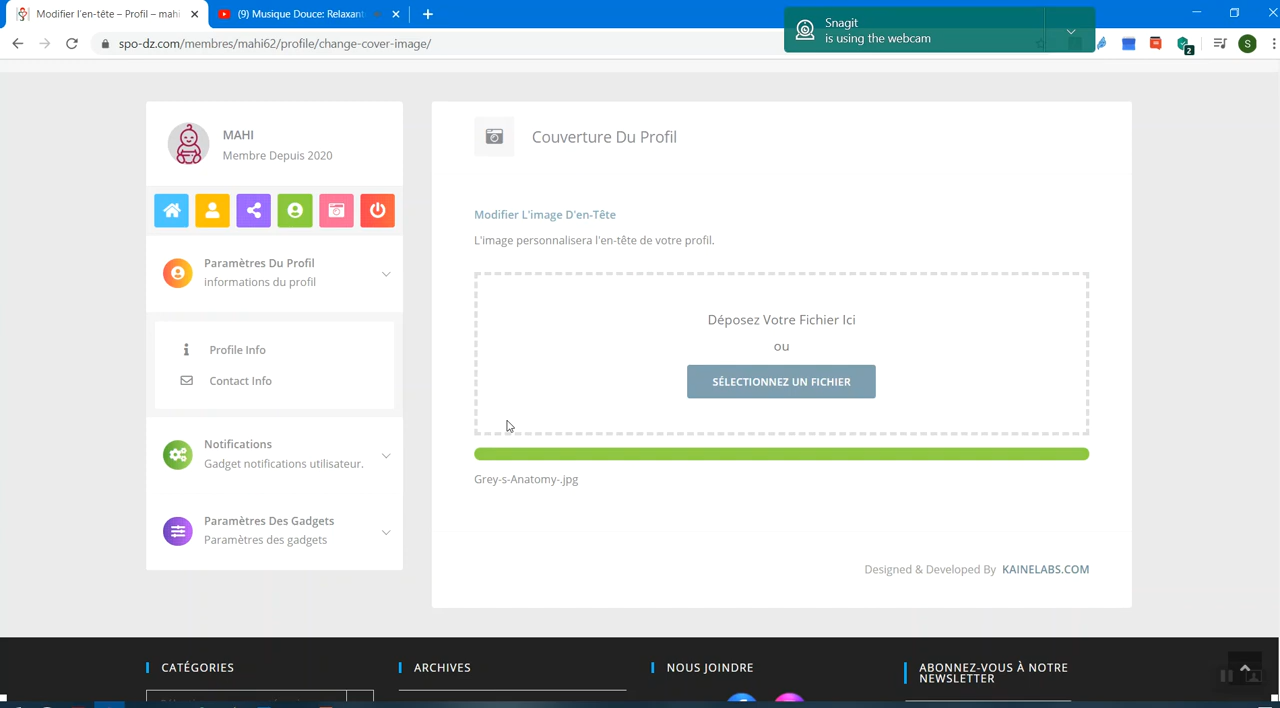 Modifier l'en-tête – Profil – mahi
(9) Musique Douce: Relaxant
Snagit
is using the webcam
spo-dz.com/membres/mahi62/profile/change-cover-image/
2
S
MAHI
Membre Depuis 2020
Paramètres Du Profil
informations du profil
Profile Info
Contact Info
Notifications
Gadget notifications utilisateur.
Paramètres Des Gadgets
Paramètres des gadgets
Couverture Du Profil
Modifier L'image D'en-Tête
L'image personnalisera l'en-tête de votre profil.
Déposez Votre Fichier Ici
ou
SÉLECTIONNEZ UN FICHIER
Grey-s-Anatomy-.jpg
Designed & Developed By KAINELABS.COM
CATÉGORIES
ARCHIVES
NOUS JOINDRE
ABONNEZ-VOUS À NOTRE
NEWSLETTER